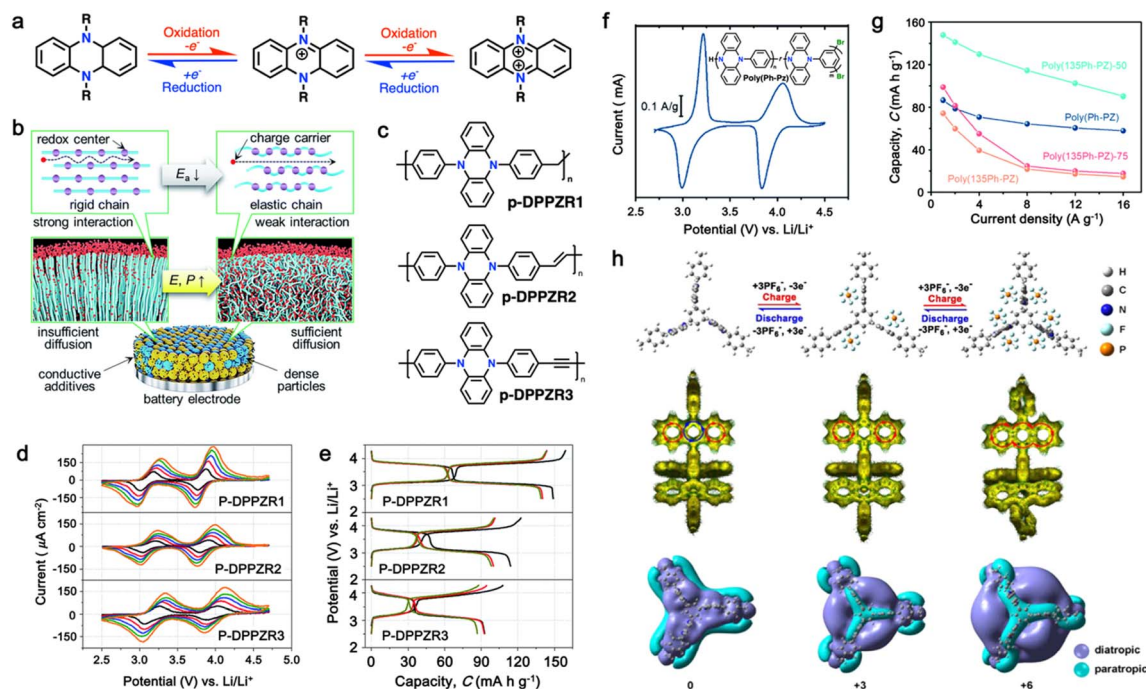 a
R
N
N
R
Oxidation
-e⁻
+e⁻
Reduction
R
N
N
R
Oxidation
-e⁻
+e⁻
Reduction
R
N
N
R
b
redox center
charge carrier
Eₐ ↓
rigid chain
elastic chain
strong interaction
weak interaction
E, P ↑
insufficient diffusion
sufficient diffusion
conductive additives
dense particles
battery electrode
c
N
N
n
p-DPPZR1
N
N
n
p-DPPZR2
N
N
n
p-DPPZR3
d
Current ( µA cm⁻²)
150
0
-150
P-DPPZR1
150
0
-150
P-DPPZR2
150
0
-150
P-DPPZR3
2.5 3.0 3.5 4.0 4.5 5.0
Potential (V) vs. Li/Li⁺
e
Potential (V) vs. Li/Li⁺
4
3
P-DPPZR1
2
4
3
P-DPPZR2
2
4
3
P-DPPZR3
2
0 30 60 90 120 150
Capacity, C (mA h g⁻¹)
f
Current ( mA)
0.1 A/g
H
N
N
N
N
Br
Br
Poly(Ph-Pz)
2.5 3.0 3.5 4.0 4.5
Potential (V) vs. Li/Li⁺
g
Capacity, C (mA h g⁻¹)
160
120
80
40
0
Poly(135Ph-PZ)-50
Poly(Ph-PZ)
Poly(135Ph-PZ)-75
Poly(135Ph-PZ)
0 4 8 12 16
Current density (A g⁻¹)
h
+3PF₆⁻, -3e⁻
Charge
Discharge
-3PF₆⁻, +3e⁻
+3PF₆⁻, -3e⁻
Charge
Discharge
-3PF₆⁻, +3e⁻
H
C
N
F
P
diatropic
paratropic
0
+3
+6